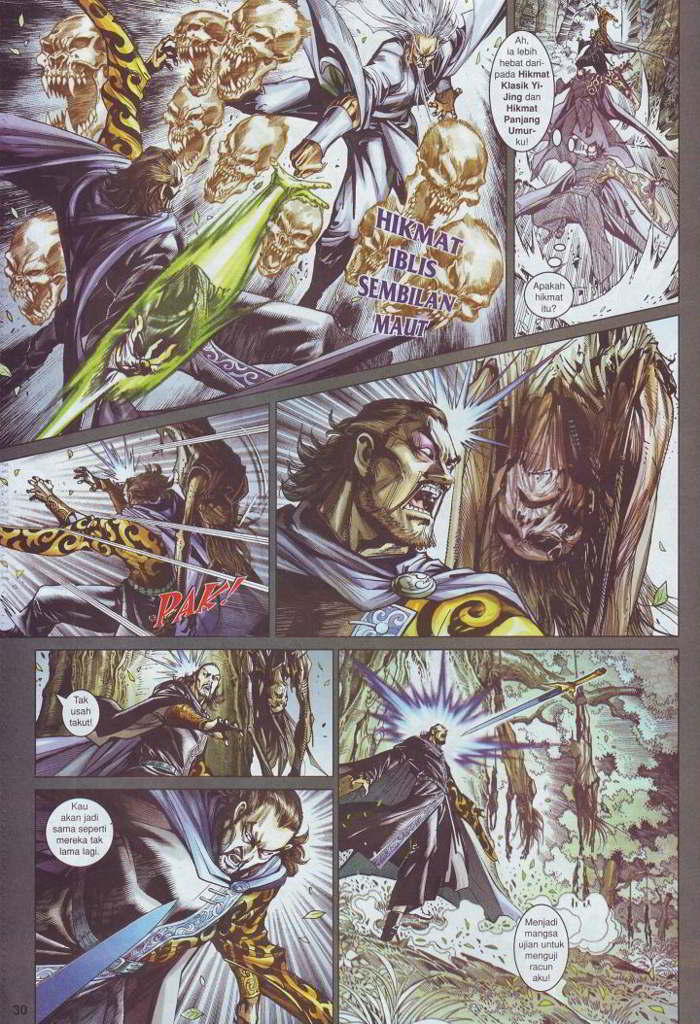 Ah,
ia lebih
hebat dari-
pada Hikmat
Klasik Yi-
Jing dan
Hikmat
Panjang
Umur-
ku!
HIKMAT
IBLIS
SEMBILAN
MAUT
Apakah
hikmat
itu?
PAK!
Tak
usah
takut!
Kau
akan jadi
sama seperti
mereka tak
lama lagi.
Menjadi
mangsa
ujian untuk
menguji
racun
aku!
30